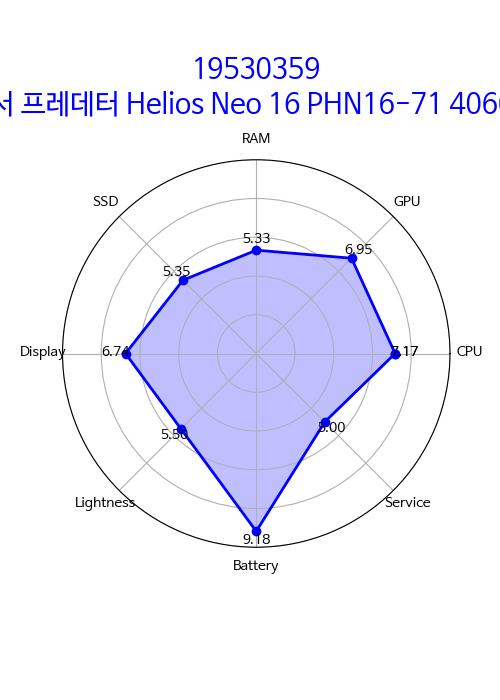 19530359
서 프레데터 Helios Neo 16 PHN16-71 406
RAM
SSD
GPU
5.33
6.95
5.35
Display
6.74
7.17
CPU
5.50
5.00
Lightness
Service
9.18
Battery